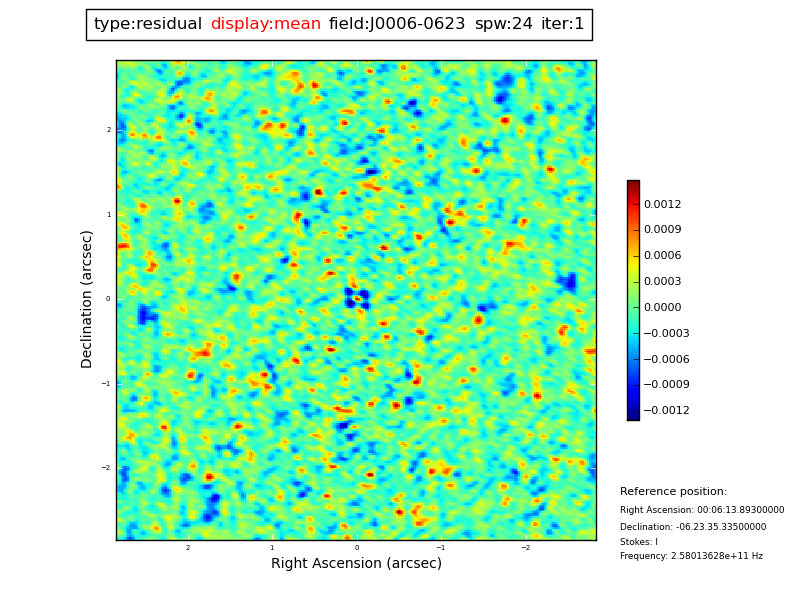 type:residual display:mean field:J0006-0623 spw:24 iter:1
Declination (arcsec)
2
1
0
−1
−2
2
1
0
−1
−2
Right Ascension (arcsec)
0.0012
0.0009
0.0006
0.0003
0.0000
−0.0003
−0.0006
−0.0009
−0.0012
Reference position:
Right Ascension: 00:06:13.89300000
Declination: -06.23.35.33500000
Stokes: I
Frequency: 2.58013628e+11 Hz